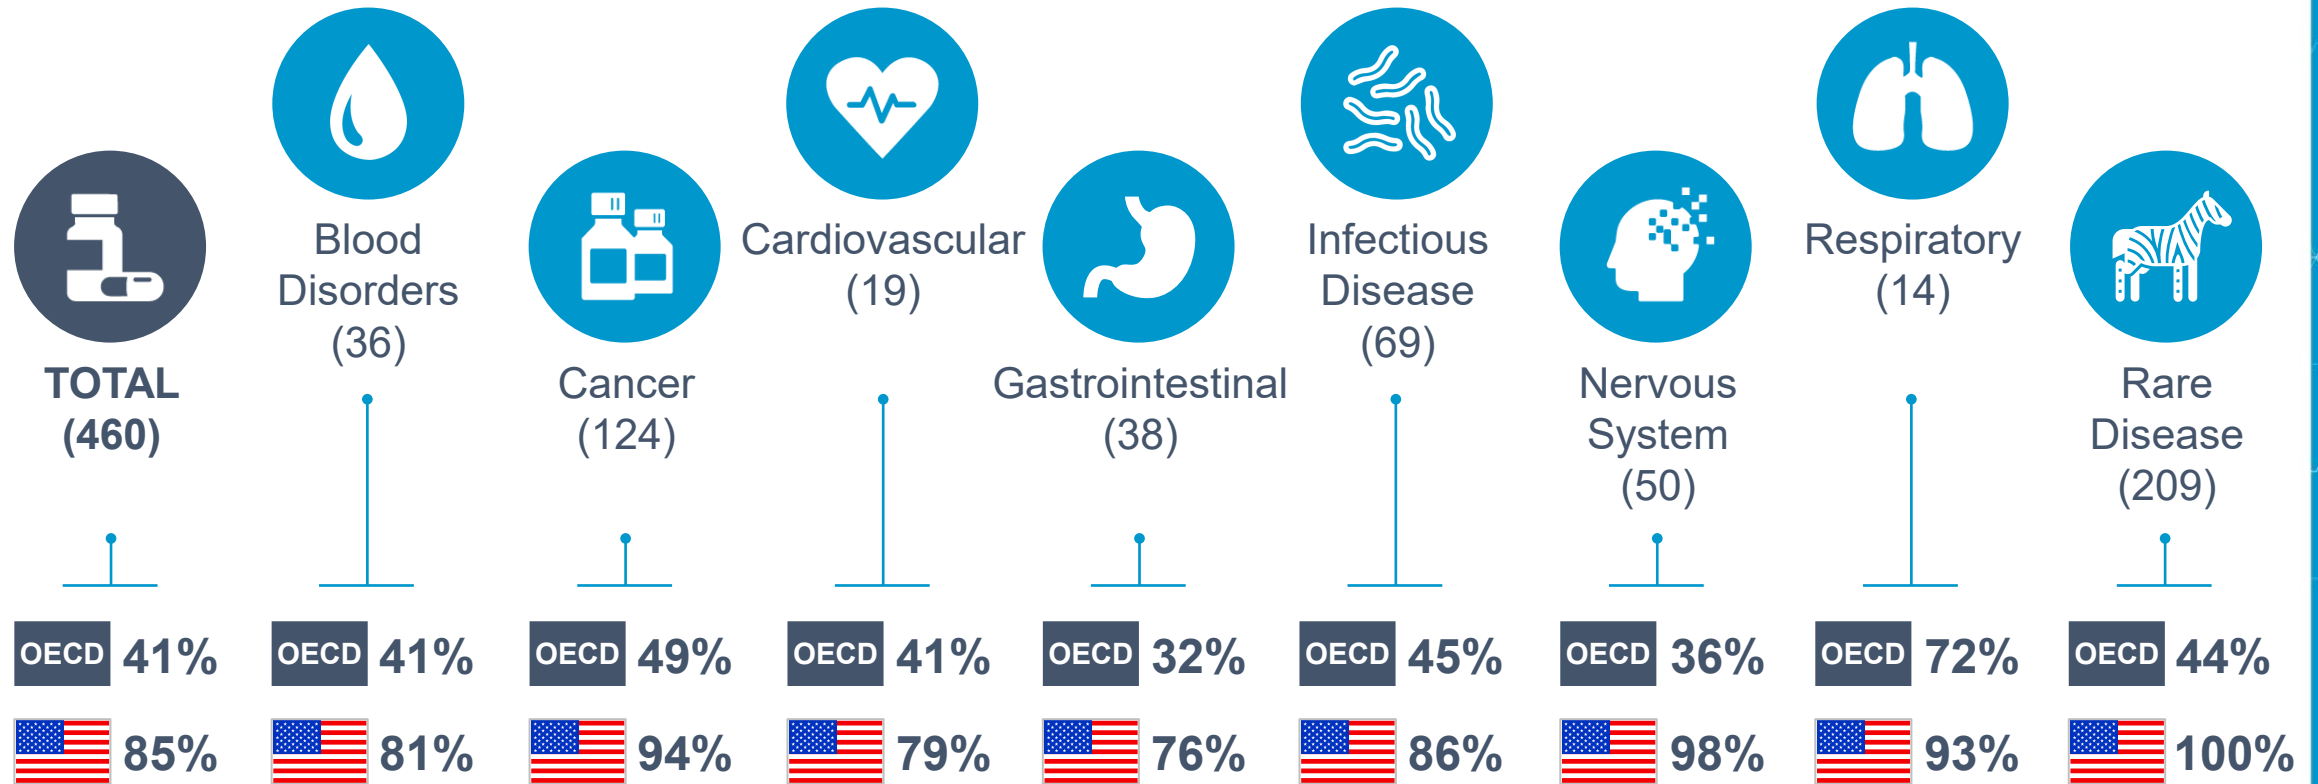 TOTAL
(460)
OECD 41%
85%
Blood
Disorders
(36)
OECD 41%
81%
Cancer
(124)
OECD 49%
94%
Cardiovascular
(19)
OECD 41%
79%
Gastrointestinal
(38)
OECD 32%
76%
Infectious
Disease
(69)
OECD 45%
86%
Nervous
System
(50)
OECD 36%
98%
Respiratory
(14)
OECD 72%
93%
Rare
Disease
(209)
OECD 44%
100%